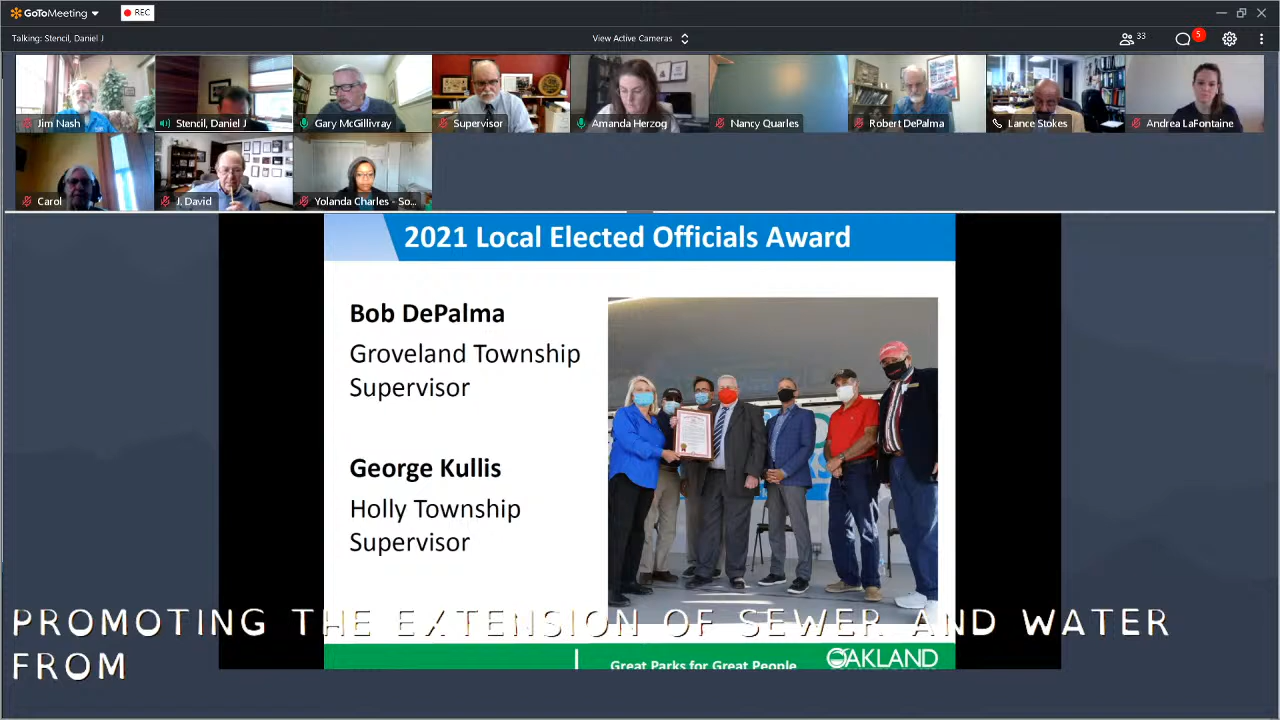 GoToMeeting
REC
Talking: Stencil, Daniel J
View Active Cameras
33
5
Jim Nash
Stencil, Daniel J
Gary McGillivray
Supervisor
Amanda Herzog
Nancy Quarles
Robert DePalma
Lance Stokes
Andrea LaFontaine
Carol
J. David
Yolanda Charles - So...
2021 Local Elected Officials Award
Bob DePalma
Groveland Township
Supervisor
George Kullis
Holly Township
Supervisor
PROMOTING THE EXTENSION OF SEWER AND WATER
FROM
Great Parks for Great People
OAKLAND